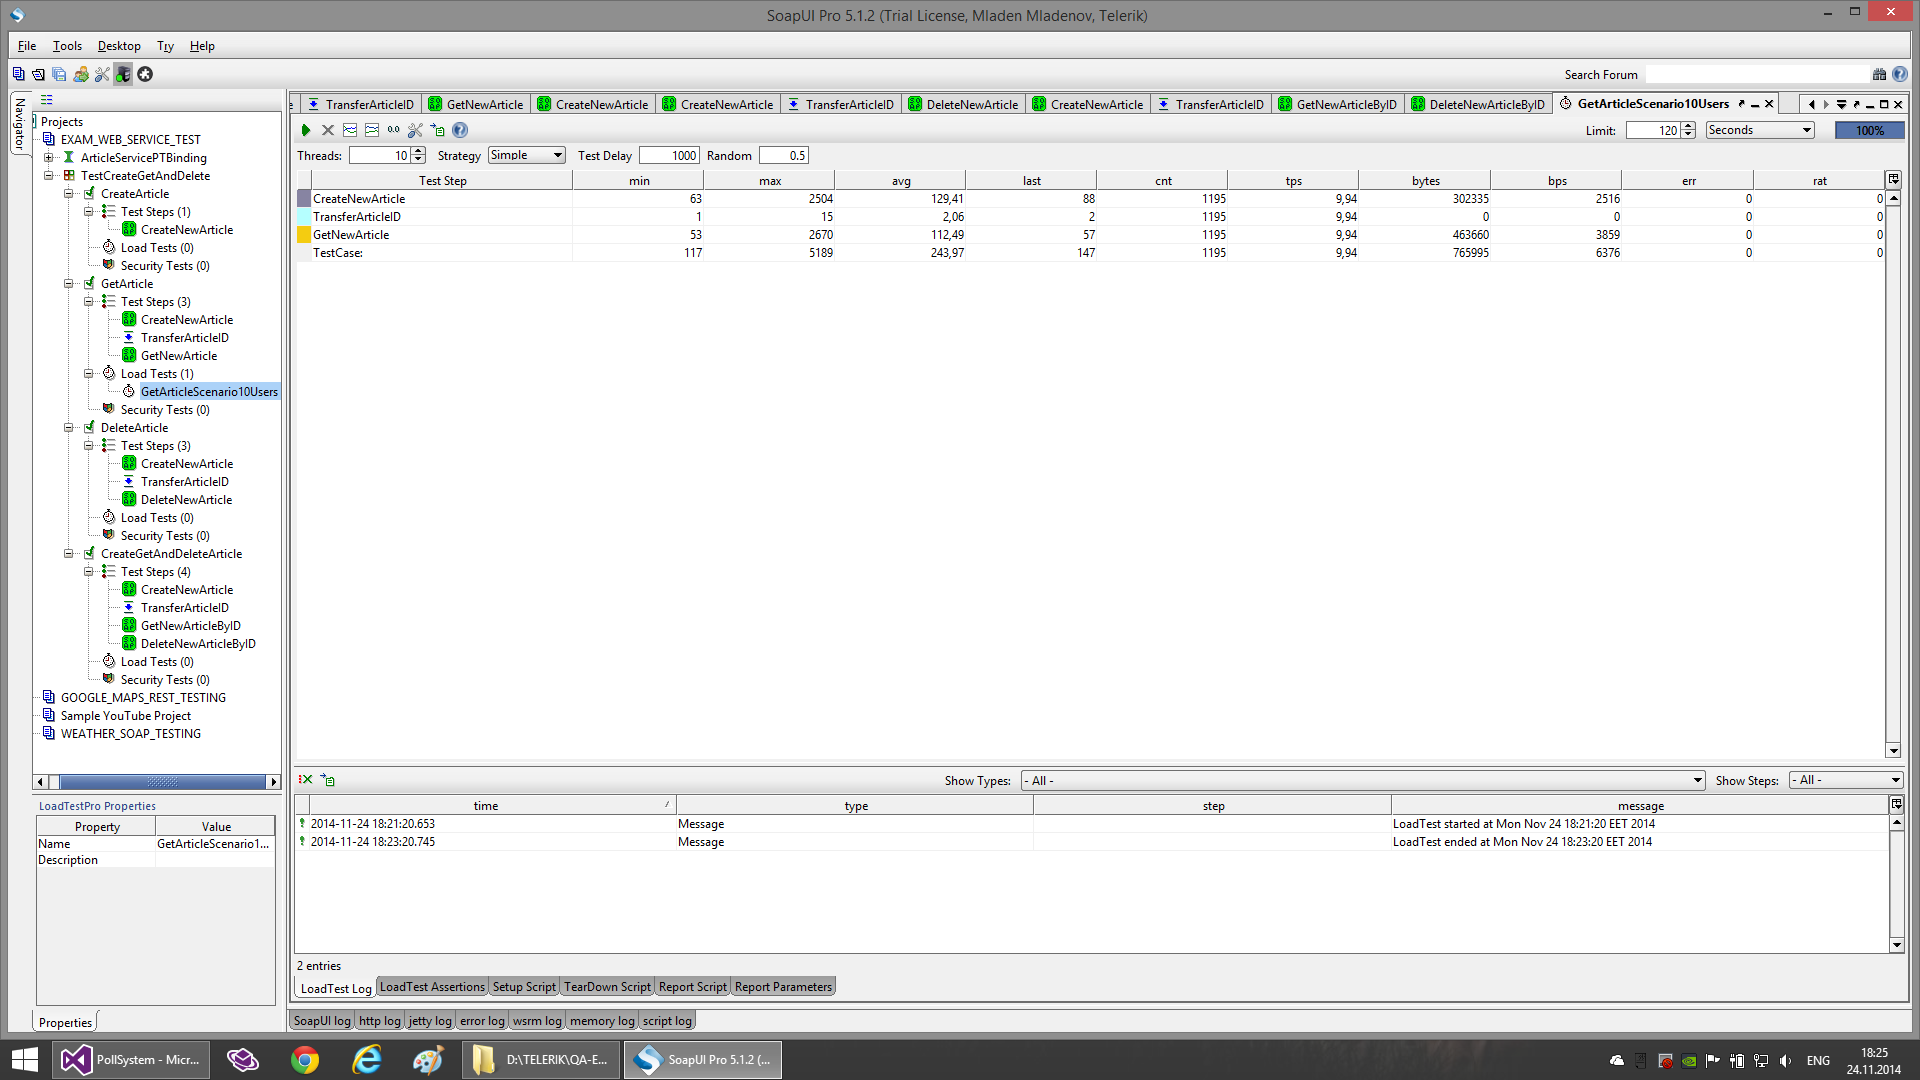 SoapUI Pro 5.1.2 (Trial License, Mladen Mladenov, Telerik)
File Tools Desktop Try Help
Search Forum
Navigator
Projects
EXAM_WEB_SERVICE_TEST
ArticleServicePTBinding
TestCreateGetAndDelete
CreateArticle
Test Steps (1)
CreateNewArticle
Load Tests (0)
Security Tests (0)
GetArticle
Test Steps (3)
CreateNewArticle
TransferArticleID
GetNewArticle
Load Tests (1)
GetArticleScenario10Users
Security Tests (0)
DeleteArticle
Test Steps (3)
CreateNewArticle
TransferArticleID
DeleteNewArticle
Load Tests (0)
Security Tests (0)
CreateGetAndDeleteArticle
Test Steps (4)
CreateNewArticle
TransferArticleID
GetNewArticleByID
DeleteNewArticleByID
Load Tests (0)
Security Tests (0)
GOOGLE_MAPS_REST_TESTING
Sample YouTube Project
WEATHER_SOAP_TESTING
LoadTestPro Properties
Property Value
Name GetArticleScenario1...
Description
Properties
TransferArticleID GetNewArticle CreateNewArticle CreateNewArticle TransferArticleID DeleteNewArticle CreateNewArticle TransferArticleID GetNewArticleByID DeleteNewArticleByID GetArticleScenario10Users
0.0 Limit: 120 Seconds 100%
Threads: 10 Strategy Simple Test Delay 1000 Random 0.5
Test Step min max avg last cnt tps bytes bps err rat
CreateNewArticle 63 2504 129,41 88 1195 9,94 302335 2516 0 0
TransferArticleID 1 15 2,06 2 1195 9,94 0 0 0 0
GetNewArticle 53 2670 112,49 57 1195 9,94 463660 3859 0 0
TestCase: 117 5189 243,97 147 1195 9,94 765995 6376 0 0
Show Types: - All - Show Steps: - All -
time type step message
2014-11-24 18:21:20.653 Message LoadTest started at Mon Nov 24 18:21:20 EET 2014
2014-11-24 18:23:20.745 Message LoadTest ended at Mon Nov 24 18:23:20 EET 2014
2 entries
LoadTest Log LoadTest Assertions Setup Script TearDown Script Report Script Report Parameters
SoapUI log http log jetty log error log wsrm log memory log script log
PollSystem - Micr... D:\TELERIK\QA-E... SoapUI Pro 5.1.2 (... ENG 18:25
24.11.2014